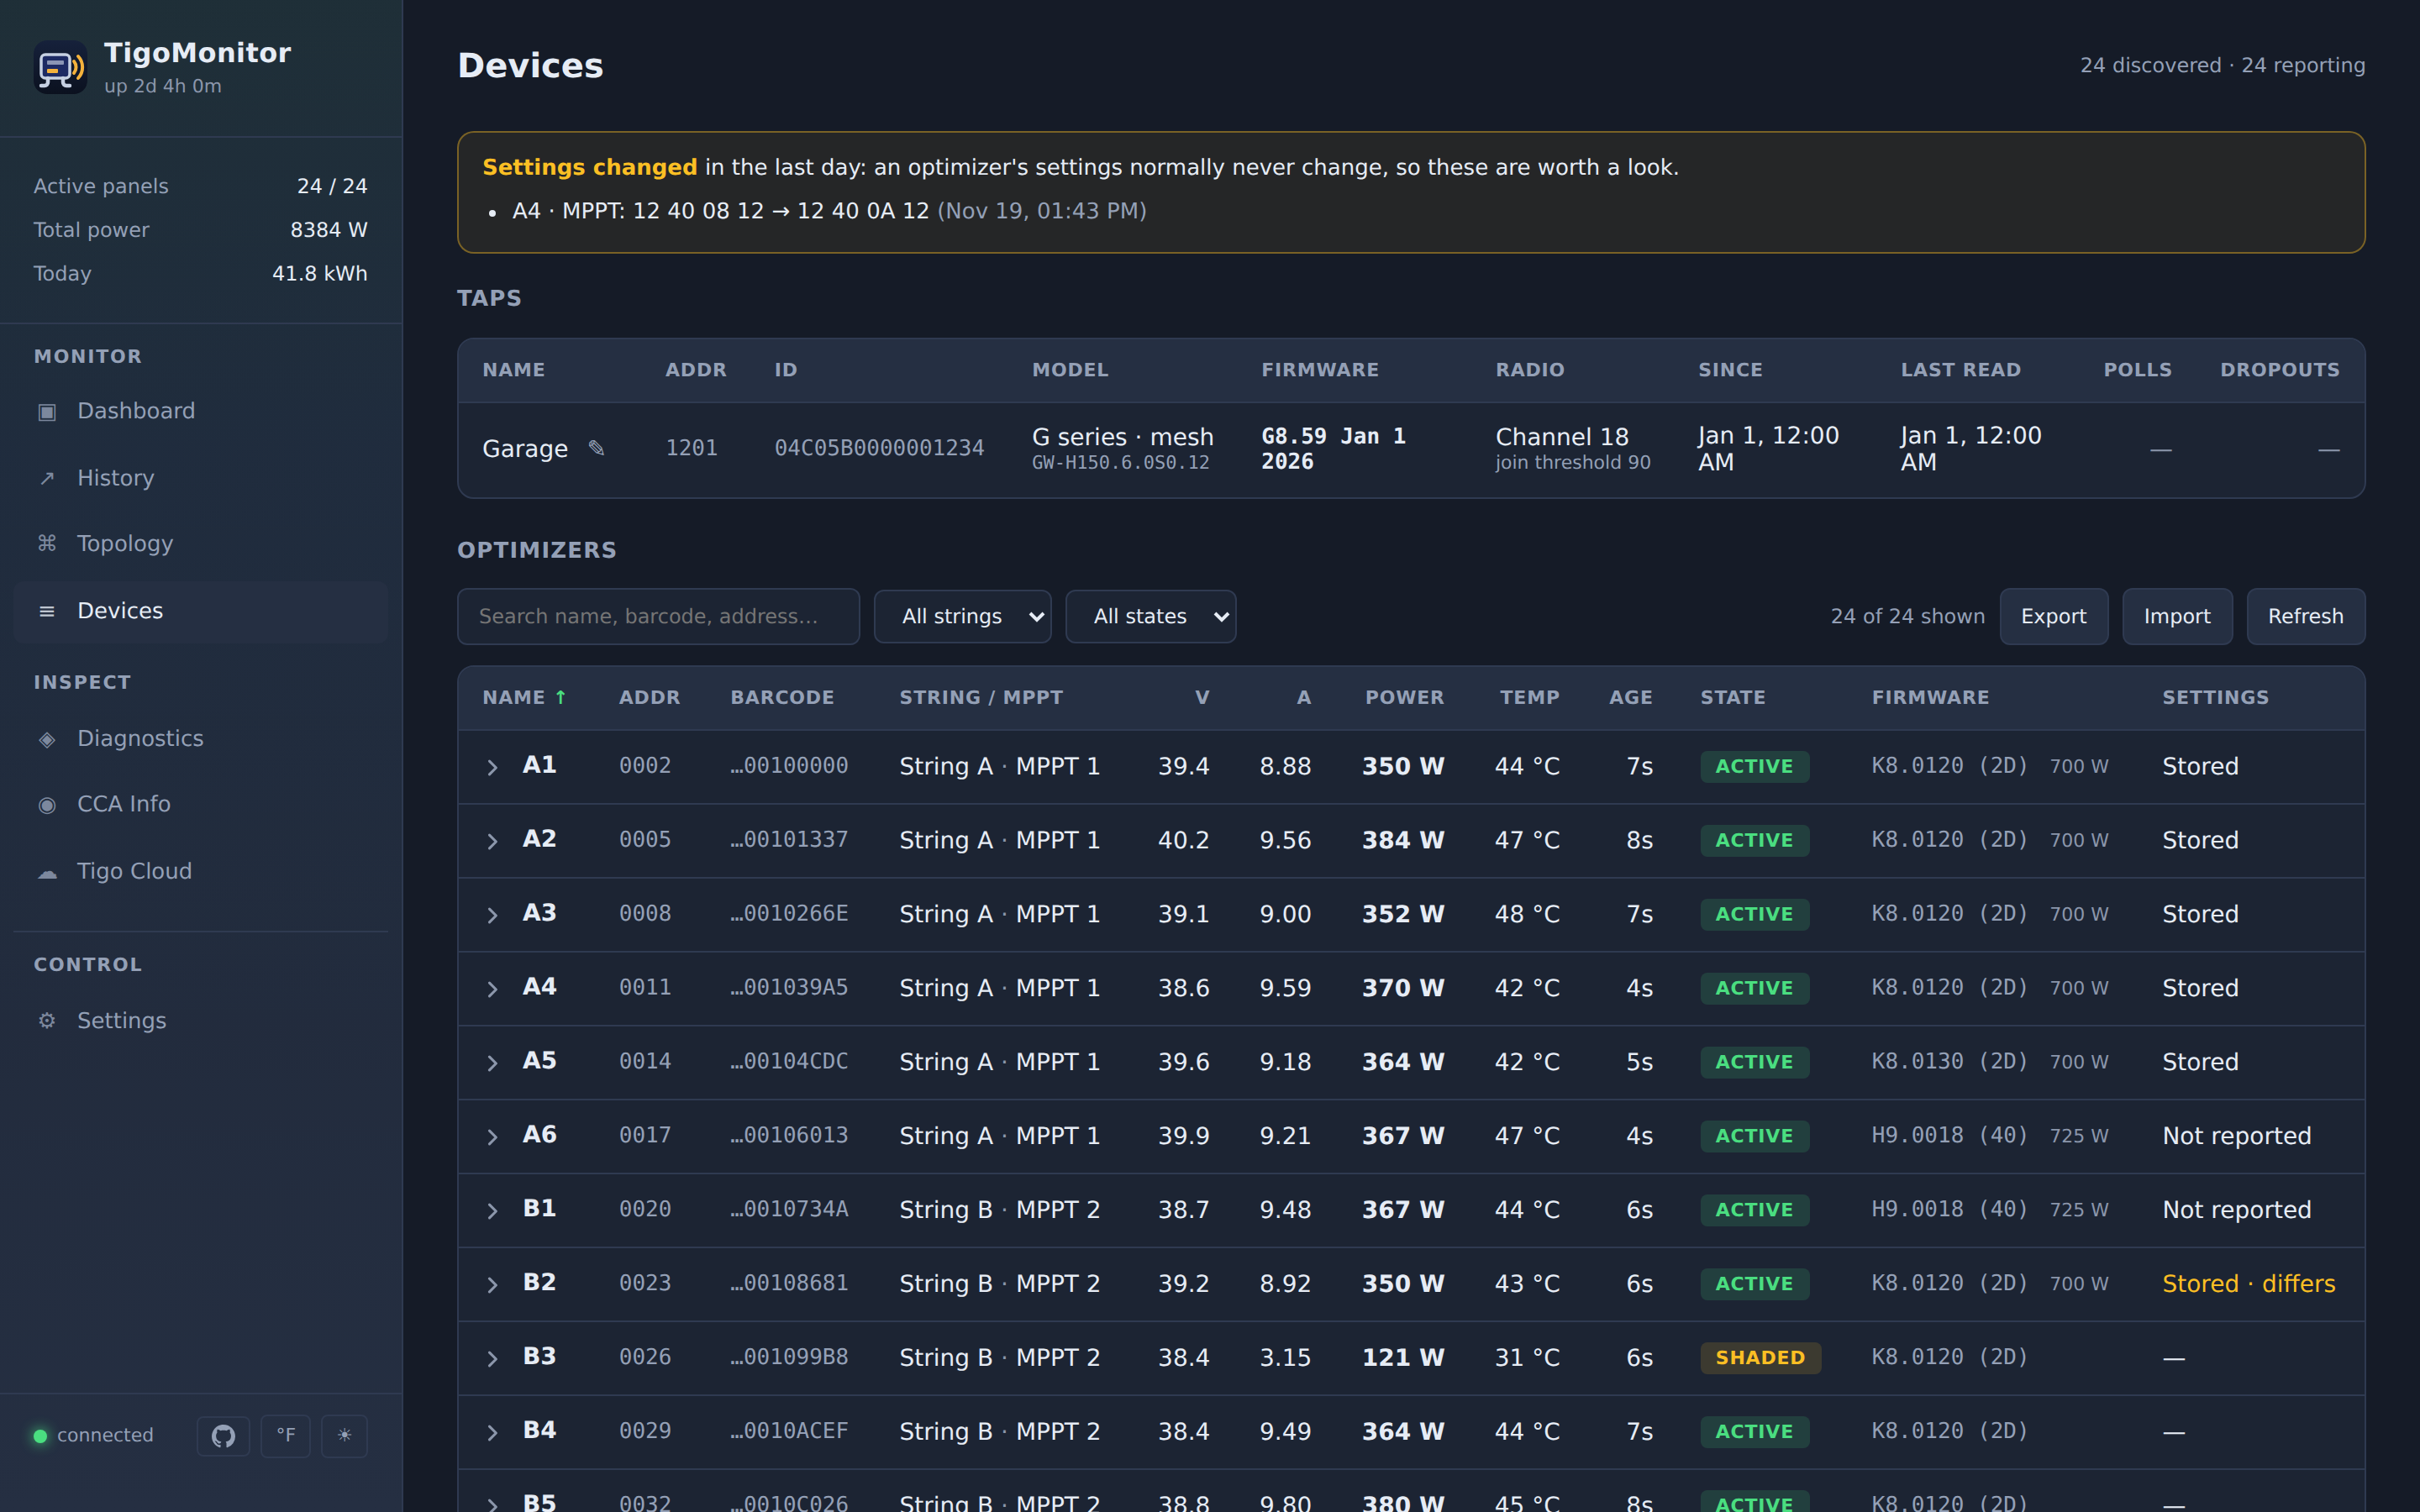 TigoMonitor
up 2d 4h 0m
Active panels 24 / 24
Total power 8384 W
Today 41.8 kWh
MONITOR
▣ Dashboard
↗ History
⌘ Topology
≡ Devices
INSPECT
◈ Diagnostics
◉ CCA Info
☁ Tigo Cloud
CONTROL
⚙ Settings
connected °F ☀
Devices
24 discovered · 24 reporting
Settings changed in the last day: an optimizer's settings normally never change, so these are worth a look.
• A4 · MPPT: 12 40 08 12 → 12 40 0A 12 (Nov 19, 01:43 PM)
TAPS
NAME ADDR ID MODEL FIRMWARE RADIO SINCE LAST READ POLLS DROPOUTS
Garage ✎ 1201 04C05B0000001234 G series · mesh G8.59 Jan 1 Channel 18 Jan 1, 12:00 Jan 1, 12:00 — —
GW-H150.6.0S0.12 2026 join threshold 90 AM AM
OPTIMIZERS
Search name, barcode, address… All strings All states 24 of 24 shown Export Import Refresh
NAME ↑ ADDR BARCODE STRING / MPPT V A POWER TEMP AGE STATE FIRMWARE SETTINGS
A1 0002 …00100000 String A · MPPT 1 39.4 8.88 350 W 44 °C 7s ACTIVE K8.0120 (2D) 700 W Stored
A2 0005 …00101337 String A · MPPT 1 40.2 9.56 384 W 47 °C 8s ACTIVE K8.0120 (2D) 700 W Stored
A3 0008 …0010266E String A · MPPT 1 39.1 9.00 352 W 48 °C 7s ACTIVE K8.0120 (2D) 700 W Stored
A4 0011 …001039A5 String A · MPPT 1 38.6 9.59 370 W 42 °C 4s ACTIVE K8.0120 (2D) 700 W Stored
A5 0014 …00104CDC String A · MPPT 1 39.6 9.18 364 W 42 °C 5s ACTIVE K8.0130 (2D) 700 W Stored
A6 0017 …00106013 String A · MPPT 1 39.9 9.21 367 W 47 °C 4s ACTIVE H9.0018 (40) 725 W Not reported
B1 0020 …0010734A String B · MPPT 2 38.7 9.48 367 W 44 °C 6s ACTIVE H9.0018 (40) 725 W Not reported
B2 0023 …00108681 String B · MPPT 2 39.2 8.92 350 W 43 °C 6s ACTIVE K8.0120 (2D) 700 W Stored · differs
B3 0026 …001099B8 String B · MPPT 2 38.4 3.15 121 W 31 °C 6s SHADED K8.0120 (2D) —
B4 0029 …0010ACEF String B · MPPT 2 38.4 9.49 364 W 44 °C 7s ACTIVE K8.0120 (2D) —
B5 0032 …0010C026 String B · MPPT 2 38.8 9.80 380 W 45 °C 8s ACTIVE K8.0120 (2D) —